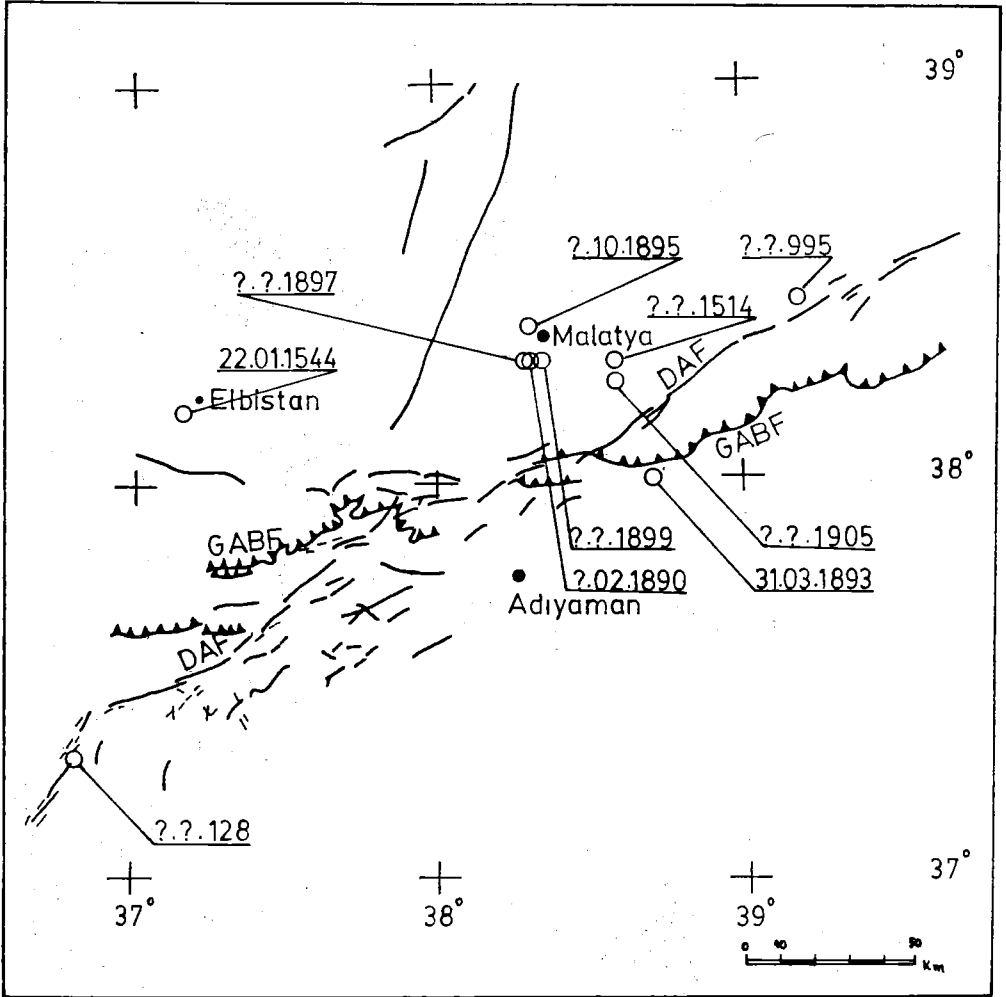 39°
?.10.1895
?.?.995
?.?.1897
?.?.1514
Malatya
22.01.1544
DAF
Elbistan
GABF
38°
?.?.1899
?.?.1905
GABF
?.02.1890
31.03.1893
Adıyaman
DAF
?.?.128
37°
37°
38°
39°
0 10 50
Km